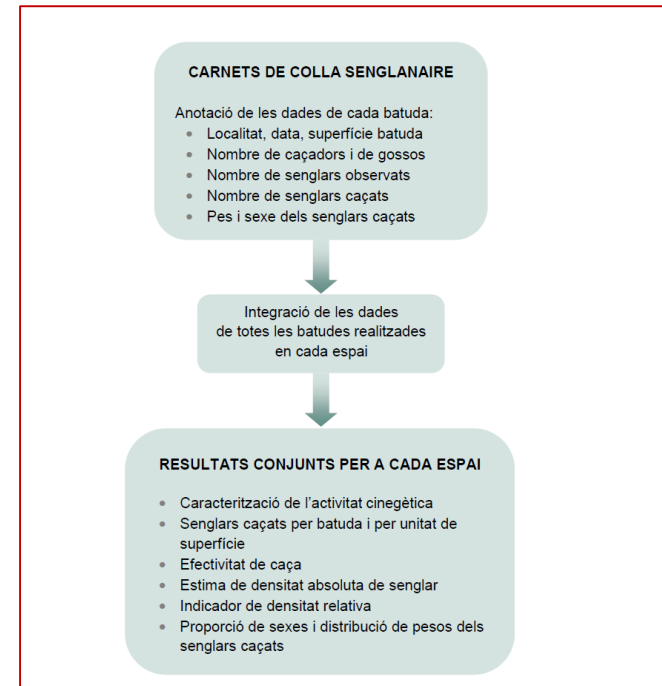 CARNETS DE COLLA SENGLANAIRE
Anotació de les dades de cada batuda:
• Localitat, data, superfície batuda
• Nombre de caçadors i de gossos
• Nombre de senglars observats
• Nombre de senglars caçats
• Pes i sexe dels senglars caçats
Integració de les dades
de totes les batudes realitzades
en cada espai
RESULTATS CONJUNTS PER A CADA ESPAI
• Caracterització de l’activitat cinegètica
• Senglars caçats per batuda i per unitat de
superfície
• Efectivitat de caça
• Estima de densitat absoluta de senglar
• Indicador de densitat relativa
• Proporció de sexes i distribució de pesos dels
senglars caçats